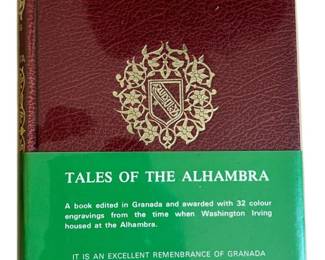 TALES OF THE ALHAMBRA
A book edited in Granada and awarded with 32 colour
engravings from the time when Washington Irving
housed at the Alhambra.
IT IS AN EXCELLENT REMENBRANCE OF GRANADA